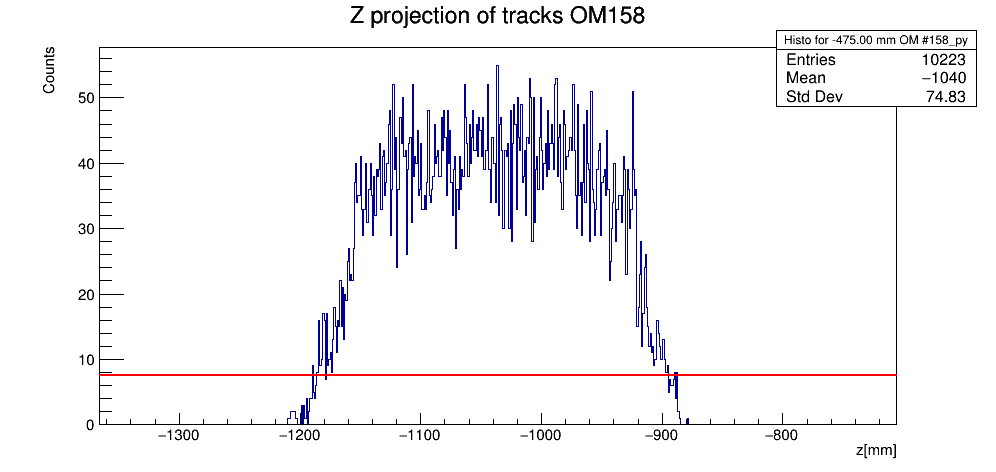 Z projection of tracks OM158
Histo for -475.00 mm OM #158_py
Entries 10223
Mean −1040
Std Dev 74.83
Counts
50
40
30
20
10
0
−1300 −1200 −1100 −1000 −900 −800
z[mm]